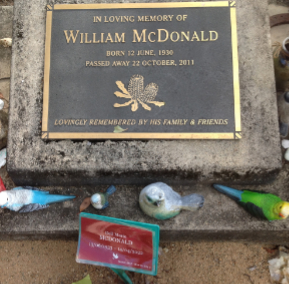 IN LOVING MEMORY OF
WILLIAM MCDONALD
BORN 12 JUNE, 1930
PASSED AWAY 22 OCTOBER, 2011
LOVINGLY REMEMBERED BY HIS FAMILY & FRIENDS
MCDONALD